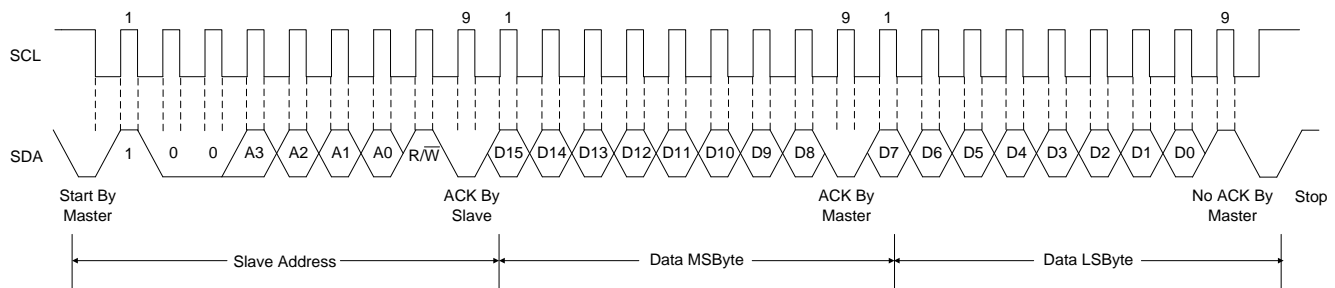 1 9 1 9 1 9
SCL
SDA 1 0 0 A3 A2 A1 A0 R/W̅ D15 D14 D13 D12 D11 D10 D9 D8 D7 D6 D5 D4 D3 D2 D1 D0
Start By Master
ACK By Slave
ACK By Master
No ACK By Master
Stop
Slave Address Data MSByte Data LSByte